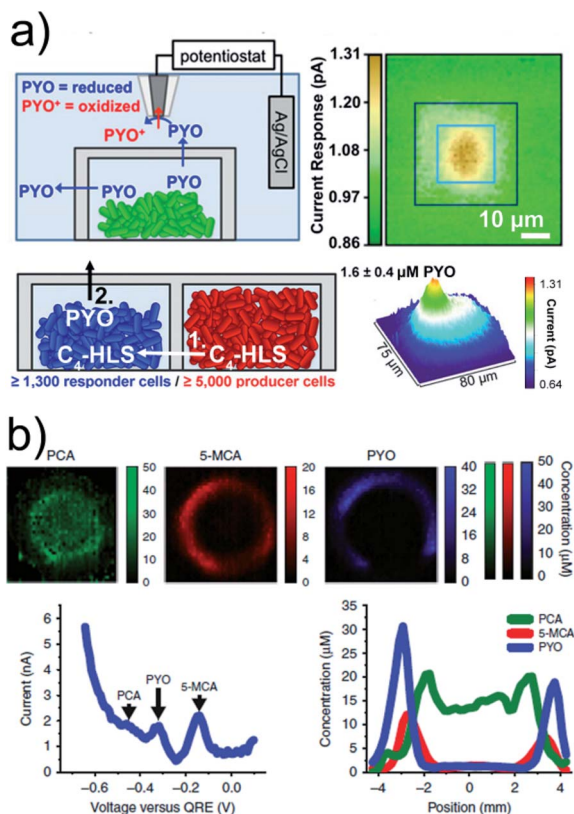 a)
potentiostat
PYO = reduced
PYO⁺ = oxidized
PYO⁺
PYO
Ag/AgCl
PYO
PYO
PYO
Current Response (pA)
1.31
1.20
1.08
0.97
0.86
10 µm
2.
PYO
1.
C₄-HLS
C₄-HLS
≥ 1,300 responder cells / ≥ 5,000 producer cells
1.6 ± 0.4 µM PYO
1.31
Current (pA)
0.64
75 µm
80 µm
b)
PCA
5-MCA
PYO
50
40
30
20
10
0
20
16
12
8
4
0
40
32
24
16
8
0
50
40
30
20
10
0
Concentration (µM)
Current (nA)
6
5
4
3
2
1
0
PCA
PYO
5-MCA
−0.6
−0.4
−0.2
0.0
Voltage versus QRE (V)
Concentration (µM)
35
30
25
20
15
10
5
0
PCA
5-MCA
PYO
−4
−2
0
2
4
Position (mm)